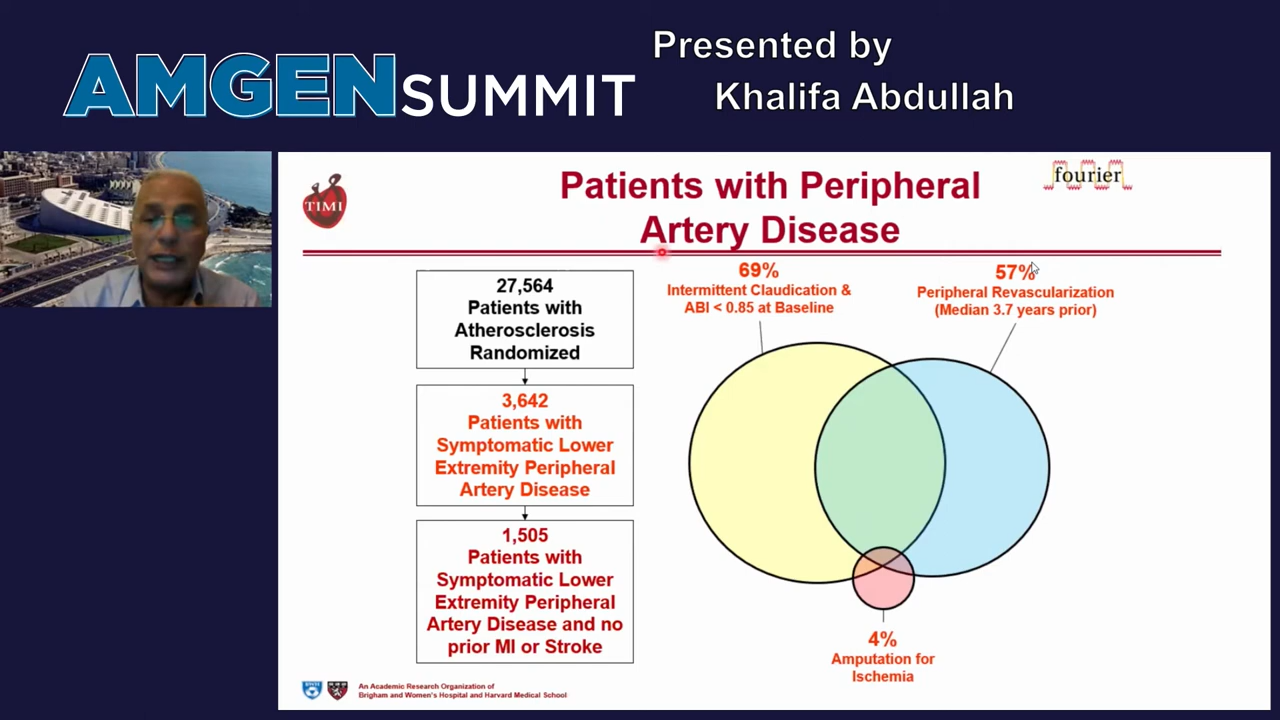 AMGEN SUMMIT
Presented by
Khalifa Abdullah
TIMI
Patients with Peripheral
Artery Disease
fourier
27,564
Patients with
Atherosclerosis
Randomized
3,642
Patients with
Symptomatic Lower
Extremity Peripheral
Artery Disease
1,505
Patients with
Symptomatic Lower
Extremity Peripheral
Artery Disease and no
prior MI or Stroke
69%
Intermittent Claudication &
ABI < 0.85 at Baseline
57%
Peripheral Revascularization
(Median 3.7 years prior)
4%
Amputation for
Ischemia
An Academic Research Organization of
Brigham and Women's Hospital and Harvard Medical School